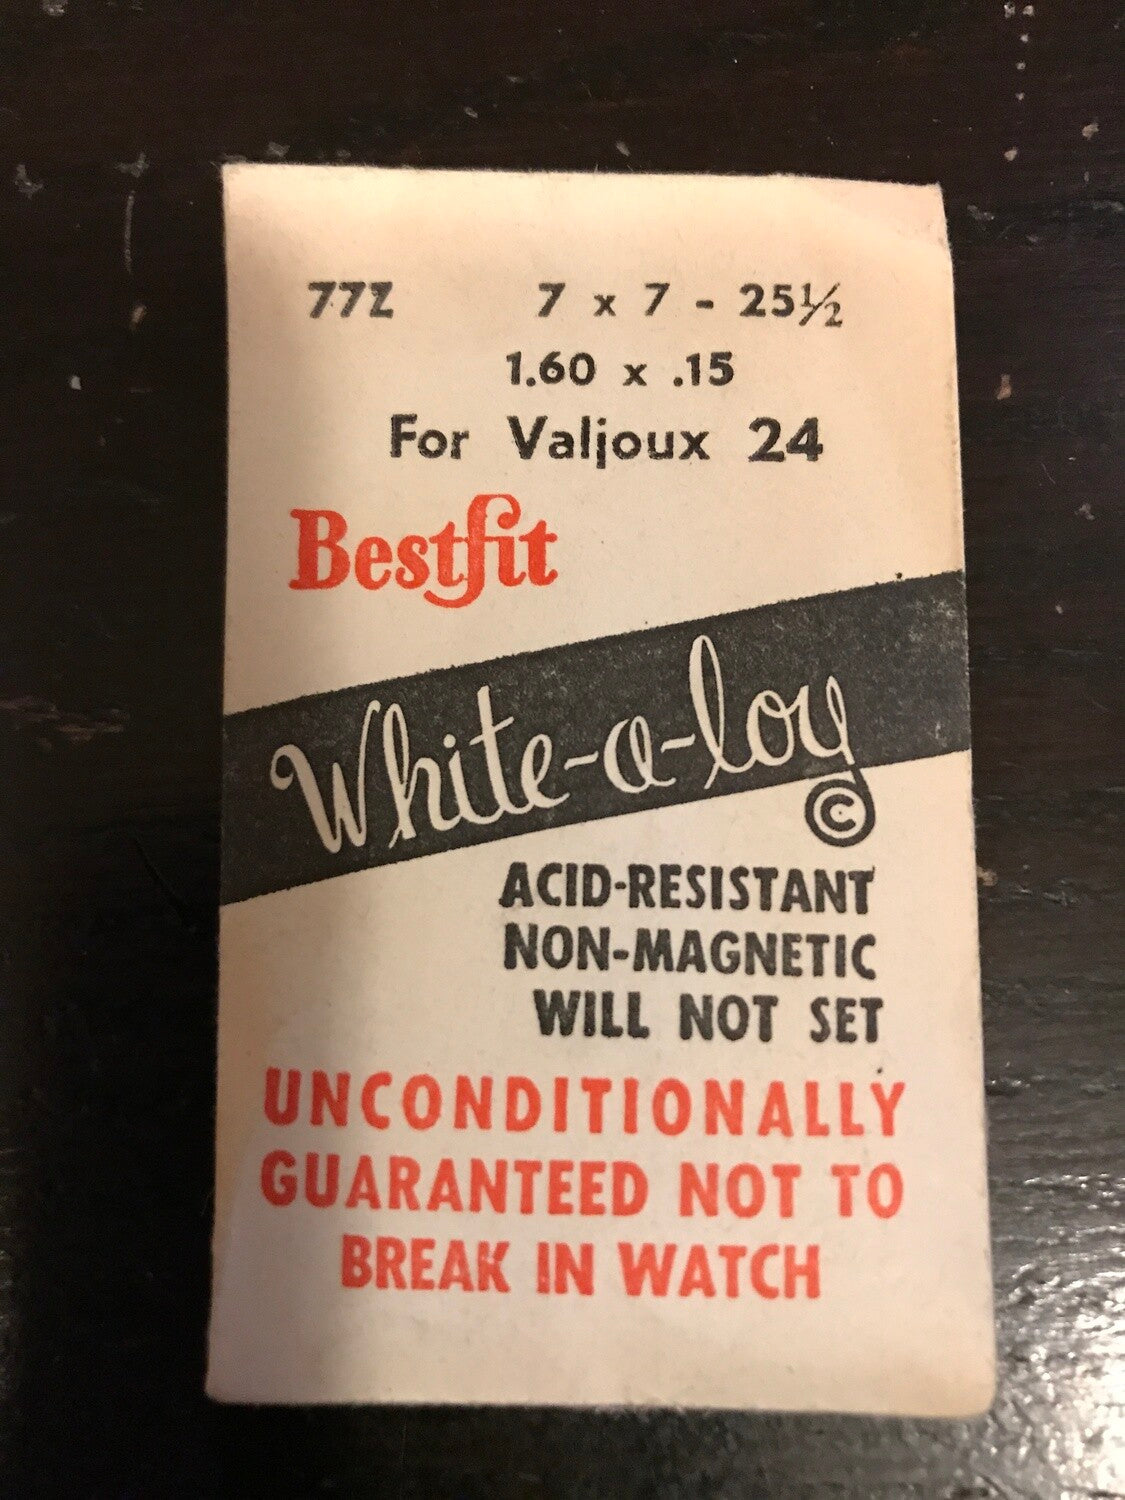 77Z 7 x 7 - 25½
1.60 x .15
For Valjoux 24
Bestfit
White-a-loy
©
ACID-RESISTANT
NON-MAGNETIC
WILL NOT SET
UNCONDITIONALLY
GUARANTEED NOT TO
BREAK IN WATCH